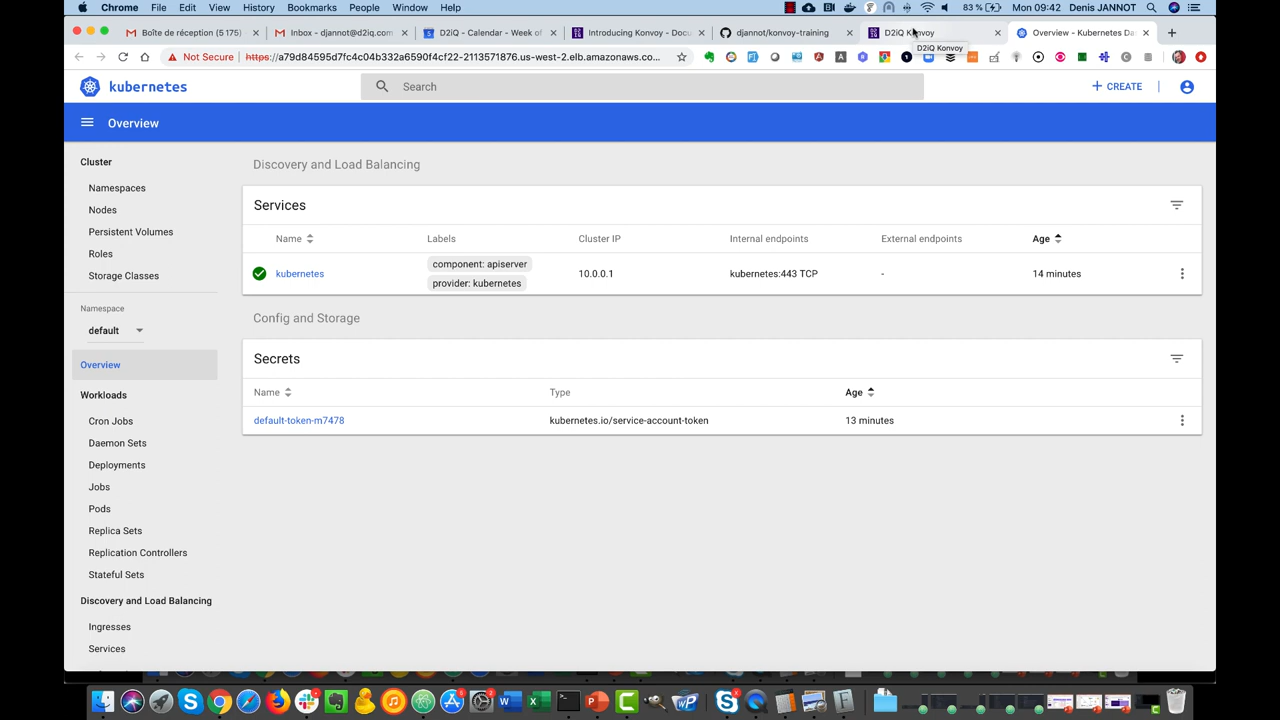 Chrome File Edit View History Bookmarks People Window Help 83% Mon 09:42 Denis JANNOT
Boîte de réception (5 175) Inbox - djannot@d2iq.com D2iQ - Calendar - Week of Introducing Konvoy - Docu djannot/konvoy-training D2iQ Konvoy Overview - Kubernetes Da
D2iQ Konvoy
Not Secure https://a79d84595d7fc4c04b332a6590f4cf22-2113571876.us-west-2.elb.amazonaws.co...
kubernetes Search CREATE
Overview
Cluster
Namespaces
Nodes
Persistent Volumes
Roles
Storage Classes
Namespace
default
Overview
Workloads
Cron Jobs
Daemon Sets
Deployments
Jobs
Pods
Replica Sets
Replication Controllers
Stateful Sets
Discovery and Load Balancing
Ingresses
Services
Discovery and Load Balancing
Services
Name Labels Cluster IP Internal endpoints External endpoints Age
kubernetes component: apiserver 10.0.0.1 kubernetes:443 TCP - 14 minutes
provider: kubernetes
Config and Storage
Secrets
Name Type Age
default-token-m7478 kubernetes.io/service-account-token 13 minutes